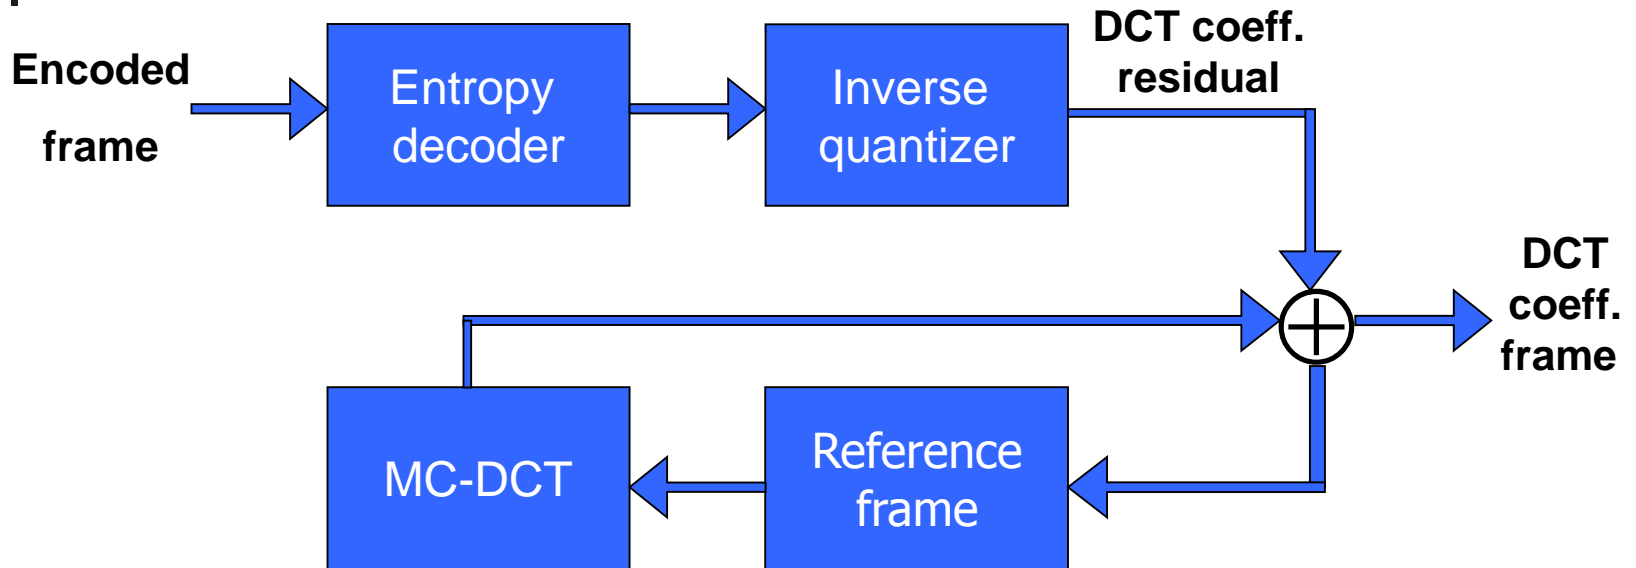 Encoded
frame
Entropy
decoder
Inverse
quantizer
DCT coeff.
residual
DCT
coeff.
frame
MC-DCT
Reference
frame